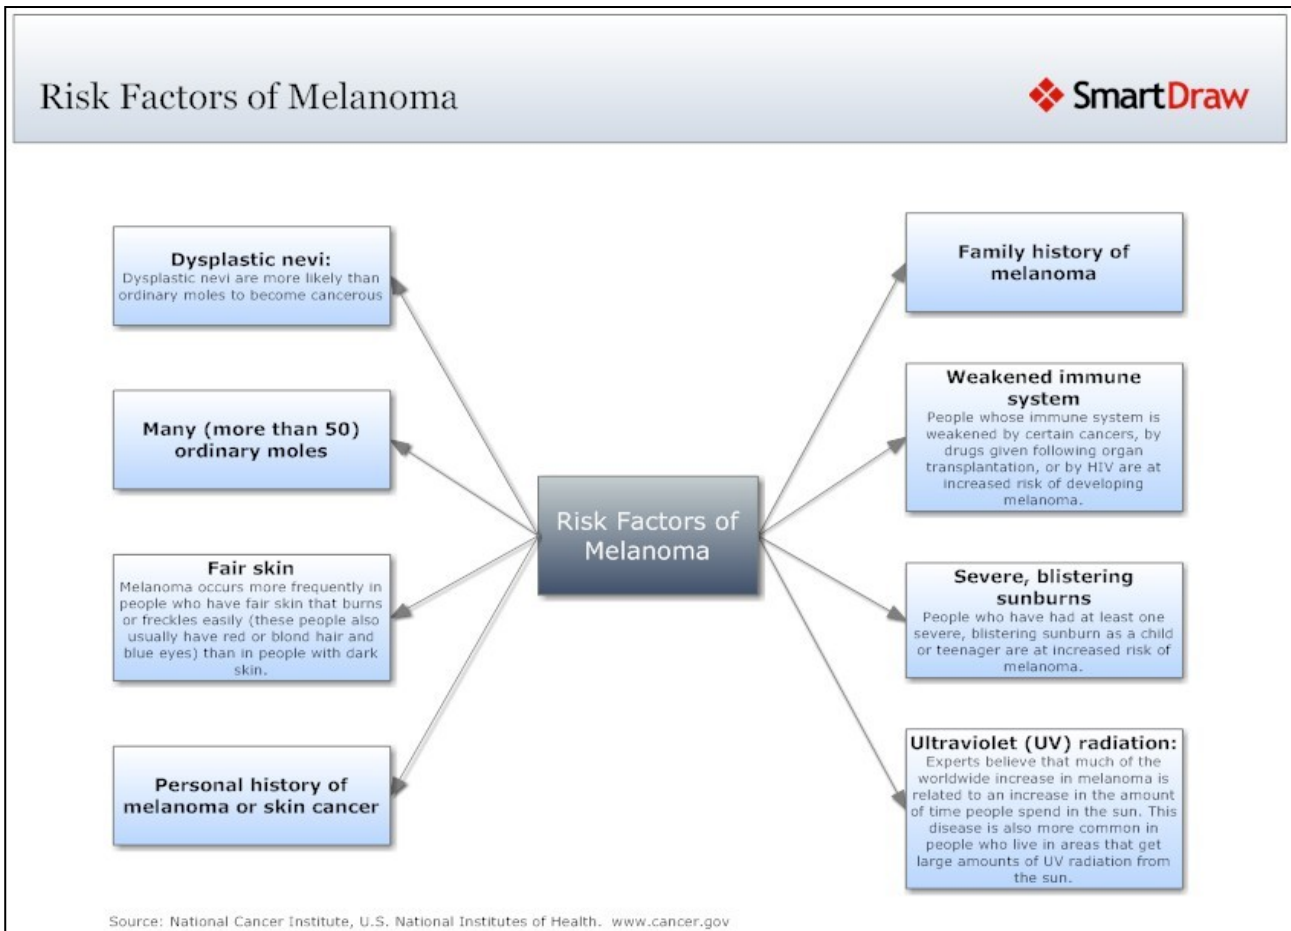 Risk Factors of Melanoma
SmartDraw
Dysplastic nevi:
Dysplastic nevi are more likely than
ordinary moles to become cancerous
Many (more than 50)
ordinary moles
Fair skin
Melanoma occurs more frequently in
people who have fair skin that burns
or freckles easily (these people also
usually have red or blond hair and
blue eyes) than in people with dark
skin.
Personal history of
melanoma or skin cancer
Risk Factors of
Melanoma
Family history of
melanoma
Weakened immune
system
People whose immune system is
weakened by certain cancers, by
drugs given following organ
transplantation, or by HIV are at
increased risk of developing
melanoma.
Severe, blistering
sunburns
People who have had at least one
severe, blistering sunburn as a child
or teenager are at increased risk of
melanoma.
Ultraviolet (UV) radiation:
Experts believe that much of the
worldwide increase in melanoma is
related to an increase in the amount
of time people spend in the sun. This
disease is also more common in
people who live in areas that get
large amounts of UV radiation from
the sun.
Source: National Cancer Institute, U.S. National Institutes of Health. www.cancer.gov